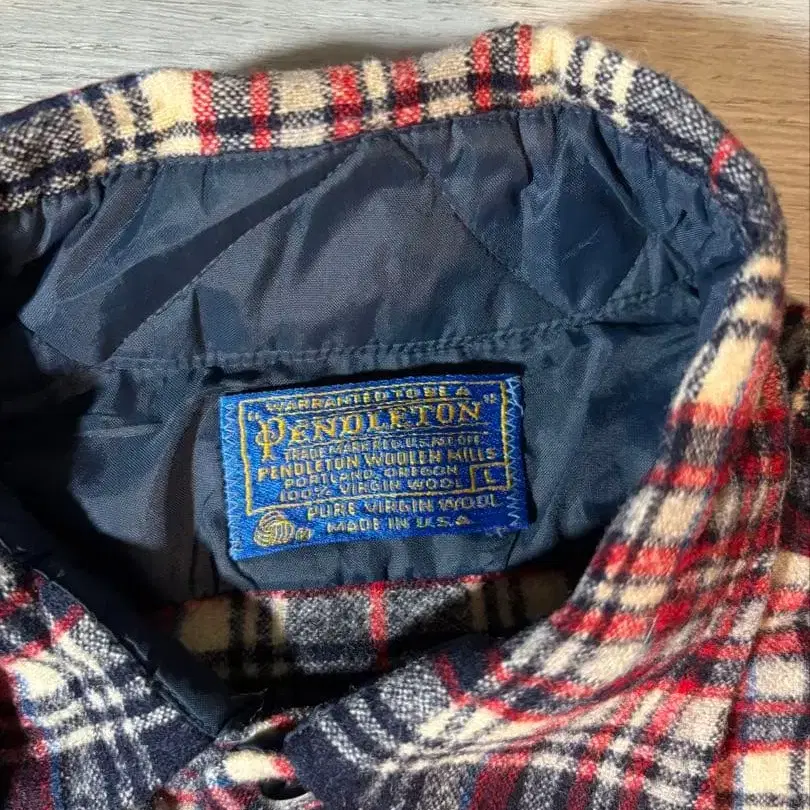 "WARRANTED TO BE A
PENDLETON"
TRADE MARK REG. U.S. PAT. OFF.
PENDLETON WOOLEN MILLS
PORTLAND, OREGON L
100% VIRGIN WOOL
PURE VIRGIN WOOL
MADE IN U.S.A.